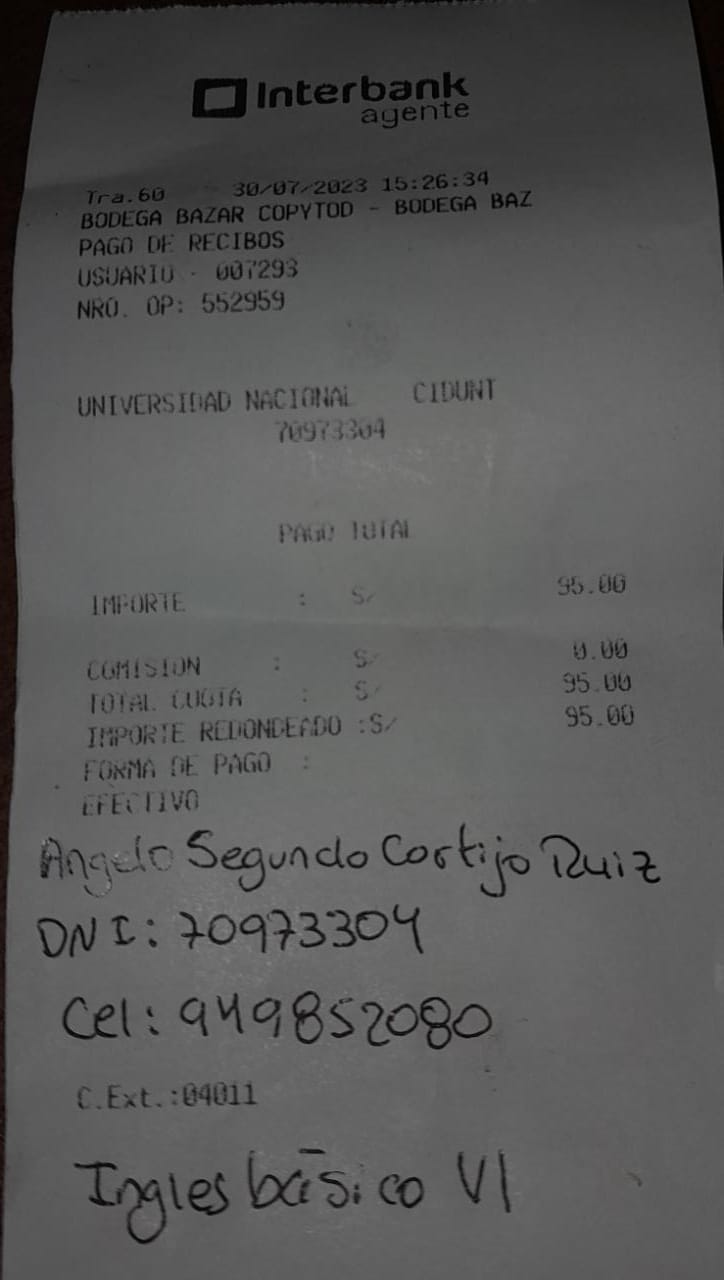 Interbank
agente
Tra.60 30/07/2023 15:26:34
BODEGA BAZAR COPYTOD - BODEGA BAZ
PAGO DE RECIBOS
USUARIO - 007293
NRO. OP: 552959
UNIVERSIDAD NACIONAL CIDUNT
70973304
PAGO TOTAL
IMPORTE : S/ 95.00
COMISION : S/ 0.00
TOTAL CUOTA : S/ 95.00
IMPORTE REDONDEADO :S/ 95.00
FORMA DE PAGO :
EFECTIVO
Angelo Segundo Cortijo Ruiz
DNI: 70973304
Cel: 949852080
C.Ext.:04011
Ingles básico VI